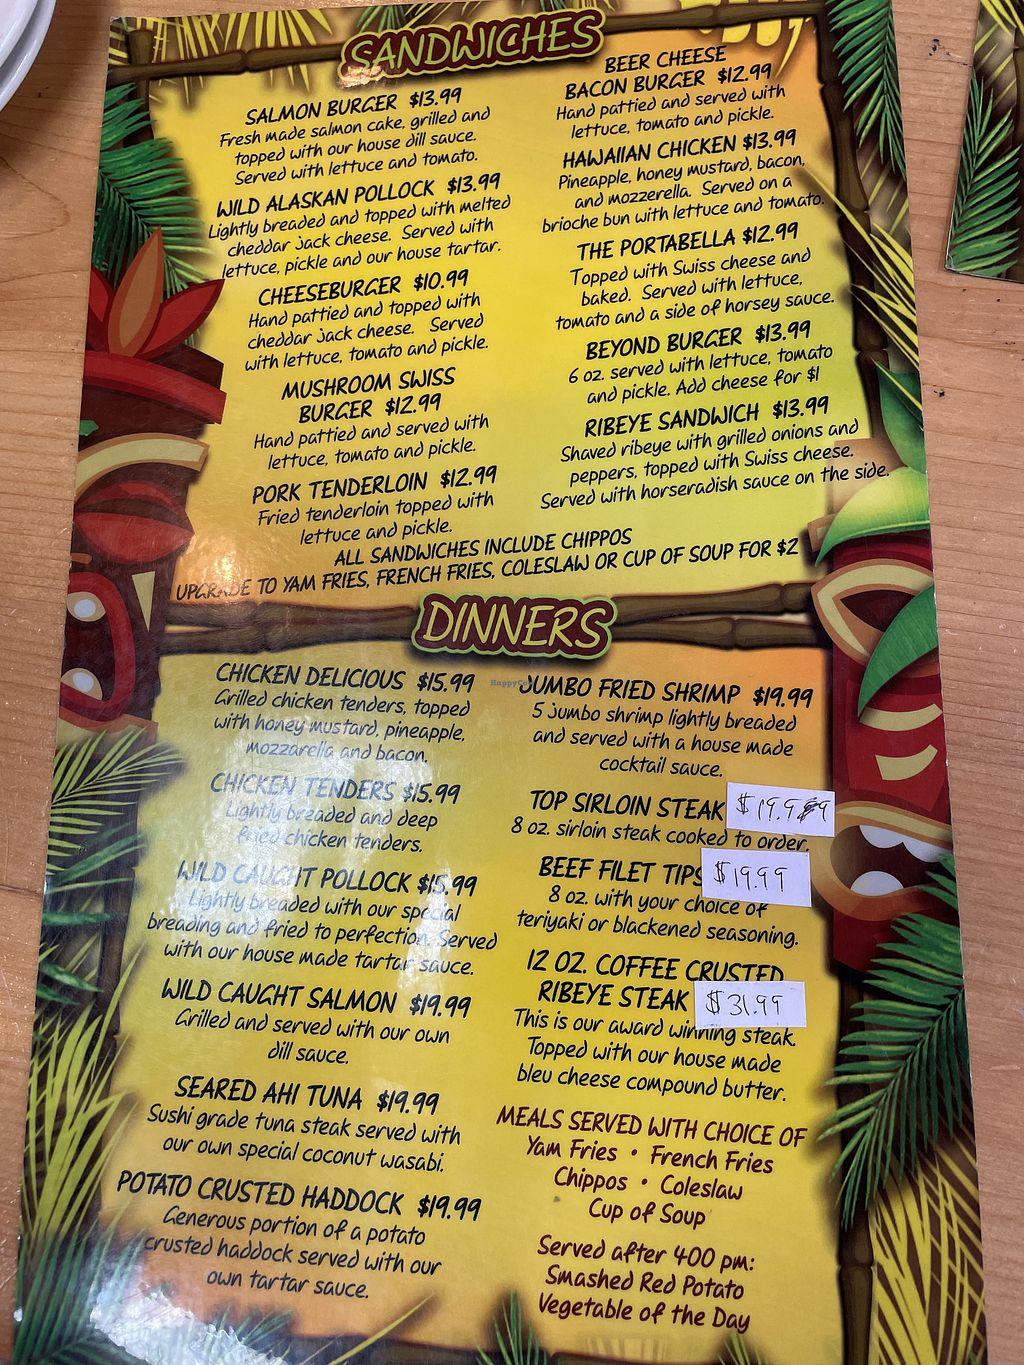 SANDWICHES
SALMON BURGER $13.99
Fresh made salmon cake, grilled and
topped with our house dill sauce.
Served with lettuce and tomato.
WILD ALASKAN POLLOCK $13.99
Lightly breaded and topped with melted
cheddar jack cheese. Served with
lettuce, pickle and our house tartar.
CHEESEBURGER $10.99
Hand pattied and topped with
cheddar jack cheese. Served
with lettuce, tomato and pickle.
MUSHROOM SWISS
BURGER $12.99
Hand pattied and served with
lettuce, tomato and pickle.
PORK TENDERLOIN $12.99
Fried tenderloin topped with
lettuce and pickle.
BEER CHEESE
BACON BURGER $12.99
Hand pattied and served with
lettuce, tomato and pickle.
HAWAIIAN CHICKEN $13.99
Pineapple, honey mustard, bacon,
and mozzerella. Served on a
brioche bun with lettuce and tomato.
THE PORTABELLA $12.99
Topped with Swiss cheese and
baked. Served with lettuce,
tomato and a side of horsey sauce.
BEYOND BURGER $13.99
6 oz. served with lettuce, tomato
and pickle. Add cheese for $1
RIBEYE SANDWICH $13.99
Shaved ribeye with grilled onions and
peppers, topped with Swiss cheese.
Served with horseradish sauce on the side.
ALL SANDWICHES INCLUDE CHIPPOS
UPGRADE TO YAM FRIES, FRENCH FRIES, COLESLAW OR CUP OF SOUP FOR $2
DINNERS
CHICKEN DELICIOUS $15.99
Grilled chicken tenders, topped
with honey mustard, pineapple,
mozzarella and bacon.
CHICKEN TENDERS $15.99
Lightly breaded and deep
fried chicken tenders.
WILD CAUGHT POLLOCK $15.99
Lightly breaded with our special
breading and fried to perfection. Served
with our house made tartar sauce.
WILD CAUGHT SALMON $19.99
Grilled and served with our own
dill sauce.
SEARED AHI TUNA $19.99
Sushi grade tuna steak served with
our own special coconut wasabi.
POTATO CRUSTED HADDOCK $19.99
Generous portion of a potato
crusted haddock served with our
own tartar sauce.
JUMBO FRIED SHRIMP $19.99
5 jumbo shrimp lightly breaded
and served with a house made
cocktail sauce.
TOP SIRLOIN STEAK $19.99
8 oz. sirloin steak cooked to order.
BEEF FILET TIPS $19.99
8 oz. with your choice of
teriyaki or blackened seasoning.
12 OZ. COFFEE CRUSTED
RIBEYE STEAK $31.99
This is our award winning steak.
Topped with our house made
bleu cheese compound butter.
MEALS SERVED WITH CHOICE OF
Yam Fries • French Fries
Chippos • Coleslaw
Cup of Soup
Served after 400 pm:
Smashed Red Potato
Vegetable of the Day